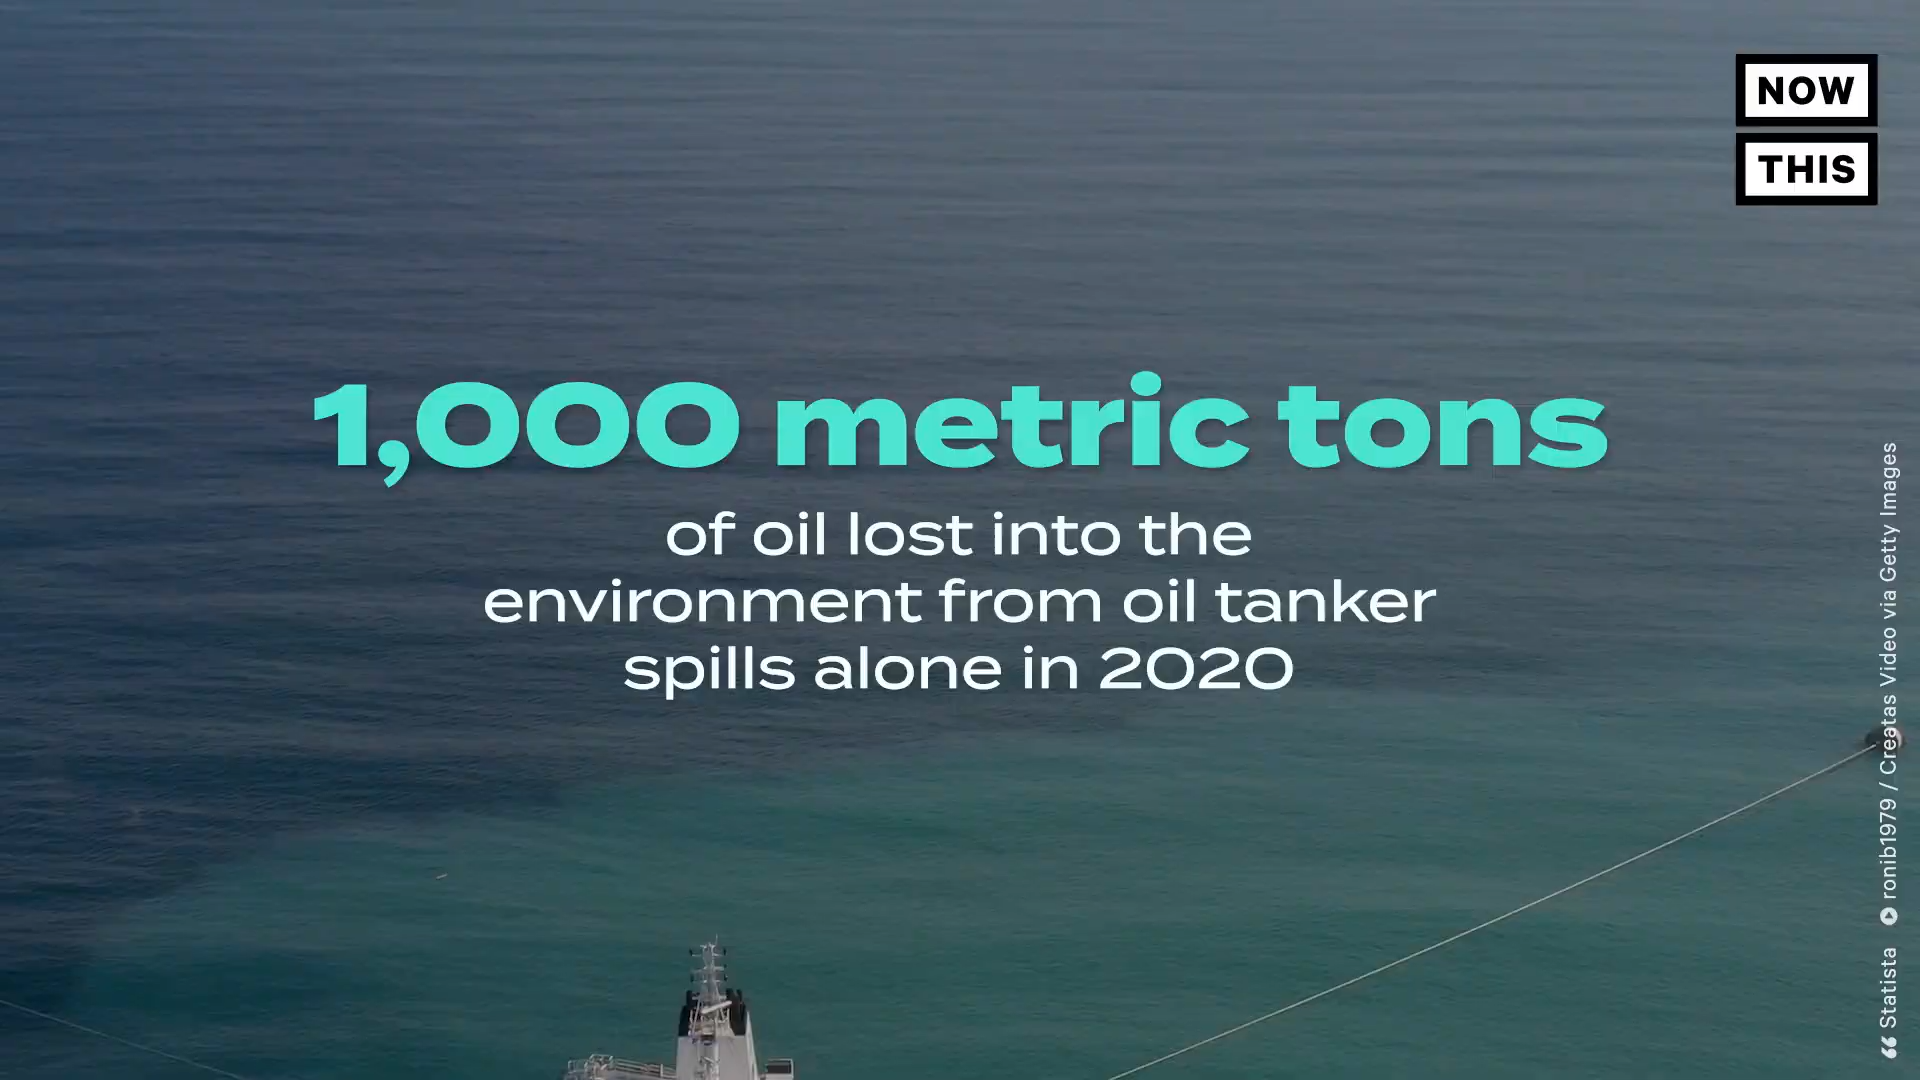 NOW
THIS
1,000 metric tons
of oil lost into the
environment from oil tanker
spills alone in 2020
Statista ronib1979 / Creatas Video via Getty Images